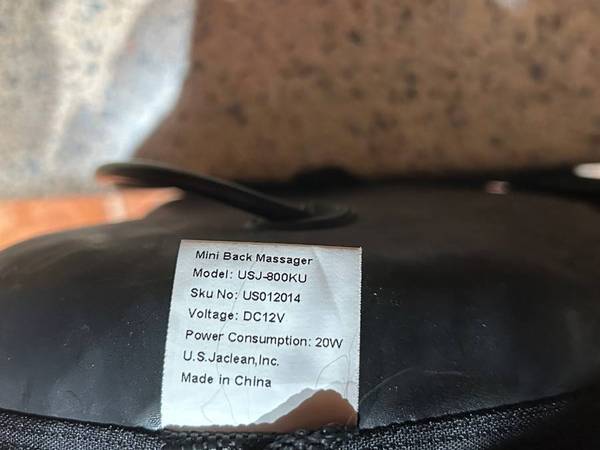 Mini Back Massager
Model: USJ-800KU
Sku No: US012014
Voltage: DC12V
Power Consumption: 20W
U.S.Jaclean,Inc.
Made in China